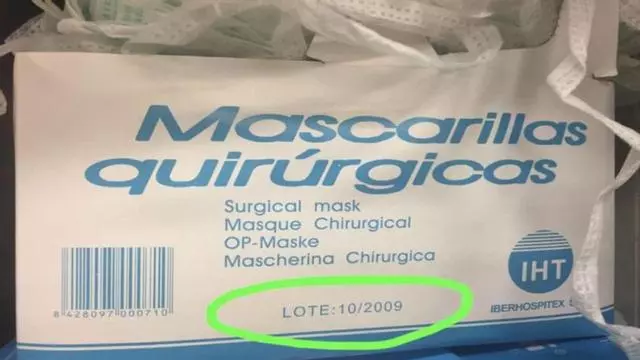 Mascarillas
quirúrgicas
Surgical mask
Masque Chirurgical
OP-Maske
Mascherina Chirurgica
8 428097 000710
LOTE:10/2009
IHT
IBERHOSPITEX S